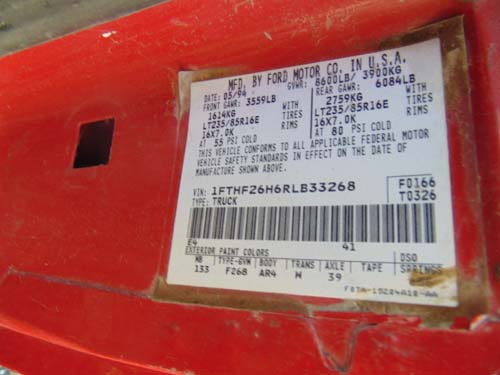 MFD. BY FORD MOTOR CO. IN U.S.A.
DATE: 05/94 GVWR: 8600LB/ 3900KG
FRONT GAWR: 3559LB REAR GAWR: 6084LB
1614KG WITH 2759KG WITH
LT235/85R16E TIRES LT235/85R16E TIRES
16X7.0K RIMS 16X7.0K RIMS
AT 55 PSI COLD AT 80 PSI COLD
THIS VEHICLE CONFORMS TO ALL APPLICABLE FEDERAL MOTOR
VEHICLE SAFETY STANDARDS IN EFFECT ON THE DATE OF
MANUFACTURE SHOWN ABOVE.
VIN: 1FTHF26H6RLB33268 F0166
TYPE: TRUCK T0326
E4 41
EXTERIOR PAINT COLORS DSO
WB TYPE-GVW BODY TRANS AXLE TAPE SPRINGS
133 F268 AR4 W 39